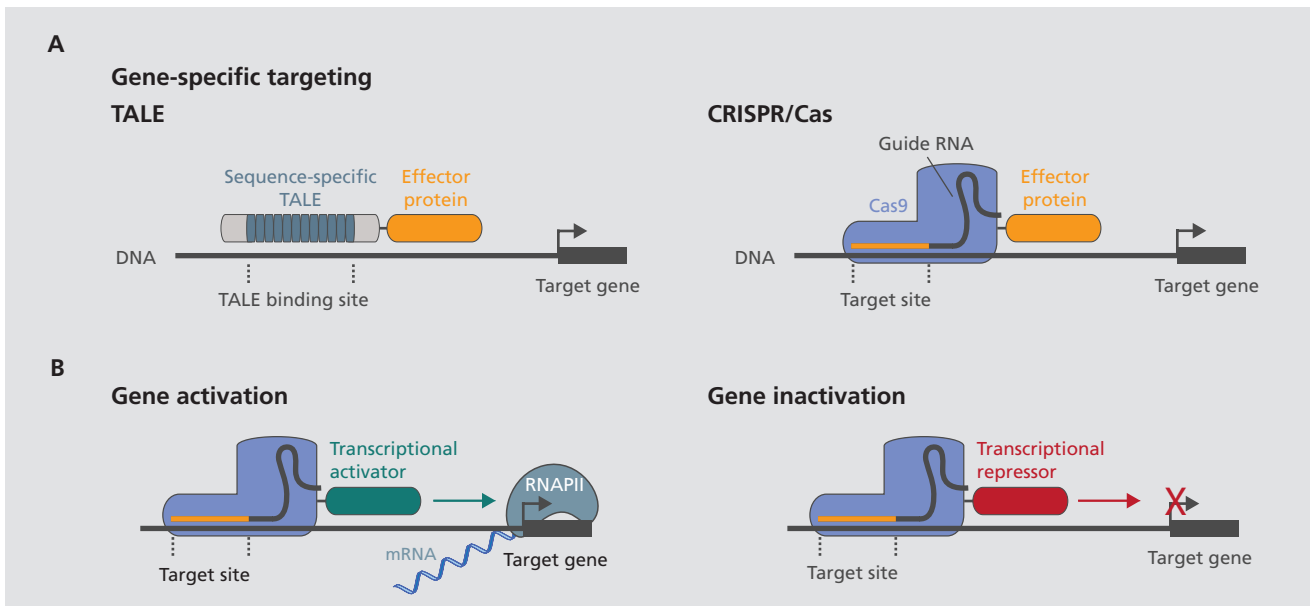 A
Gene-specific targeting
TALE
Sequence-specific
TALE
Effector
protein
DNA
TALE binding site
Target gene
CRISPR/Cas
Guide RNA
Cas9
Effector
protein
DNA
Target site
Target gene
B
Gene activation
Transcriptional
activator
RNAPII
mRNA
Target site
Target gene
Gene inactivation
Transcriptional
repressor
X
Target site
Target gene